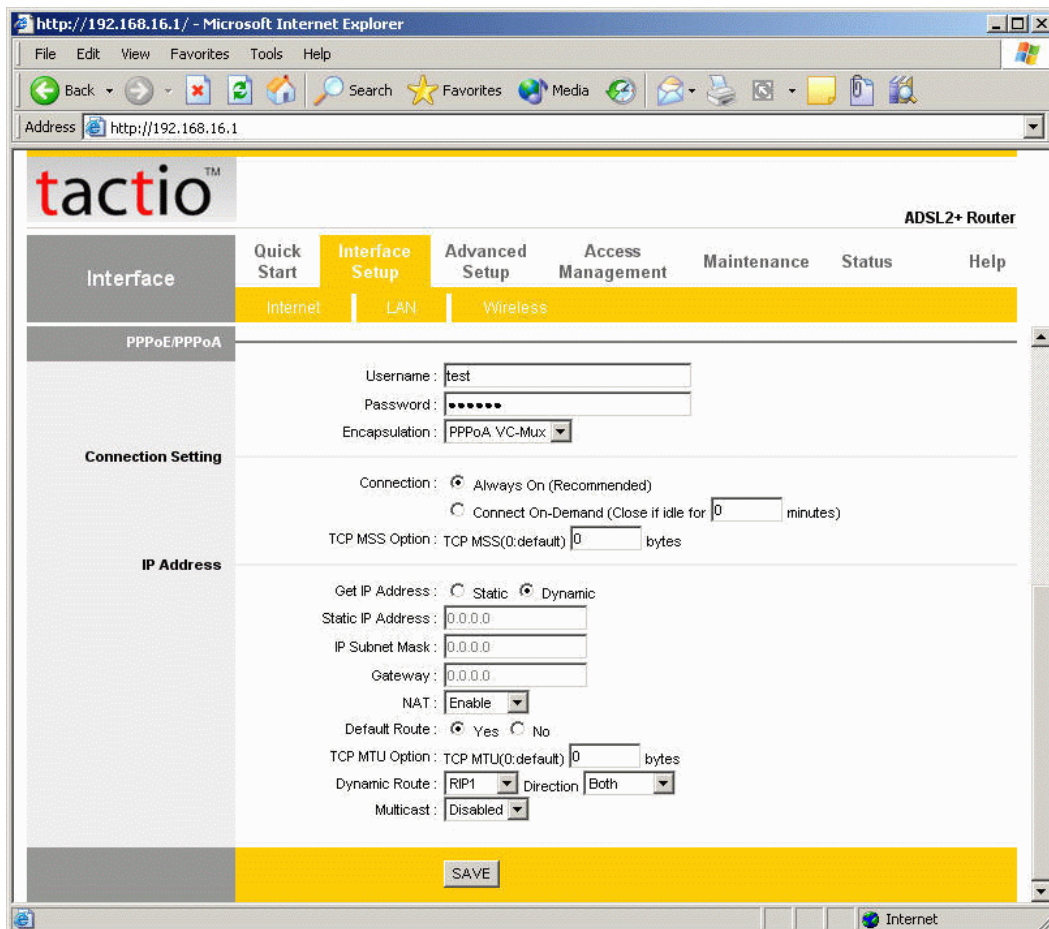 http://192.168.16.1/ - Microsoft Internet Explorer
File Edit View Favorites Tools Help
Back Search Favorites Media
Address http://192.168.16.1
tactio™
ADSL2+ Router
Interface
Quick Start Interface Setup Advanced Setup Access Management Maintenance Status Help
Internet LAN Wireless
PPPoE/PPPoA
Username : test
Password : ••••••
Encapsulation : PPPoA VC-Mux
Connection Setting
Connection : Always On (Recommended)
Connect On-Demand (Close if idle for 0 minutes)
TCP MSS Option : TCP MSS(0:default) 0 bytes
IP Address
Get IP Address : Static Dynamic
Static IP Address : 0.0.0.0
IP Subnet Mask : 0.0.0.0
Gateway : 0.0.0.0
NAT : Enable
Default Route : Yes No
TCP MTU Option : TCP MTU(0:default) 0 bytes
Dynamic Route : RIP1 Direction Both
Multicast : Disabled
SAVE
Internet